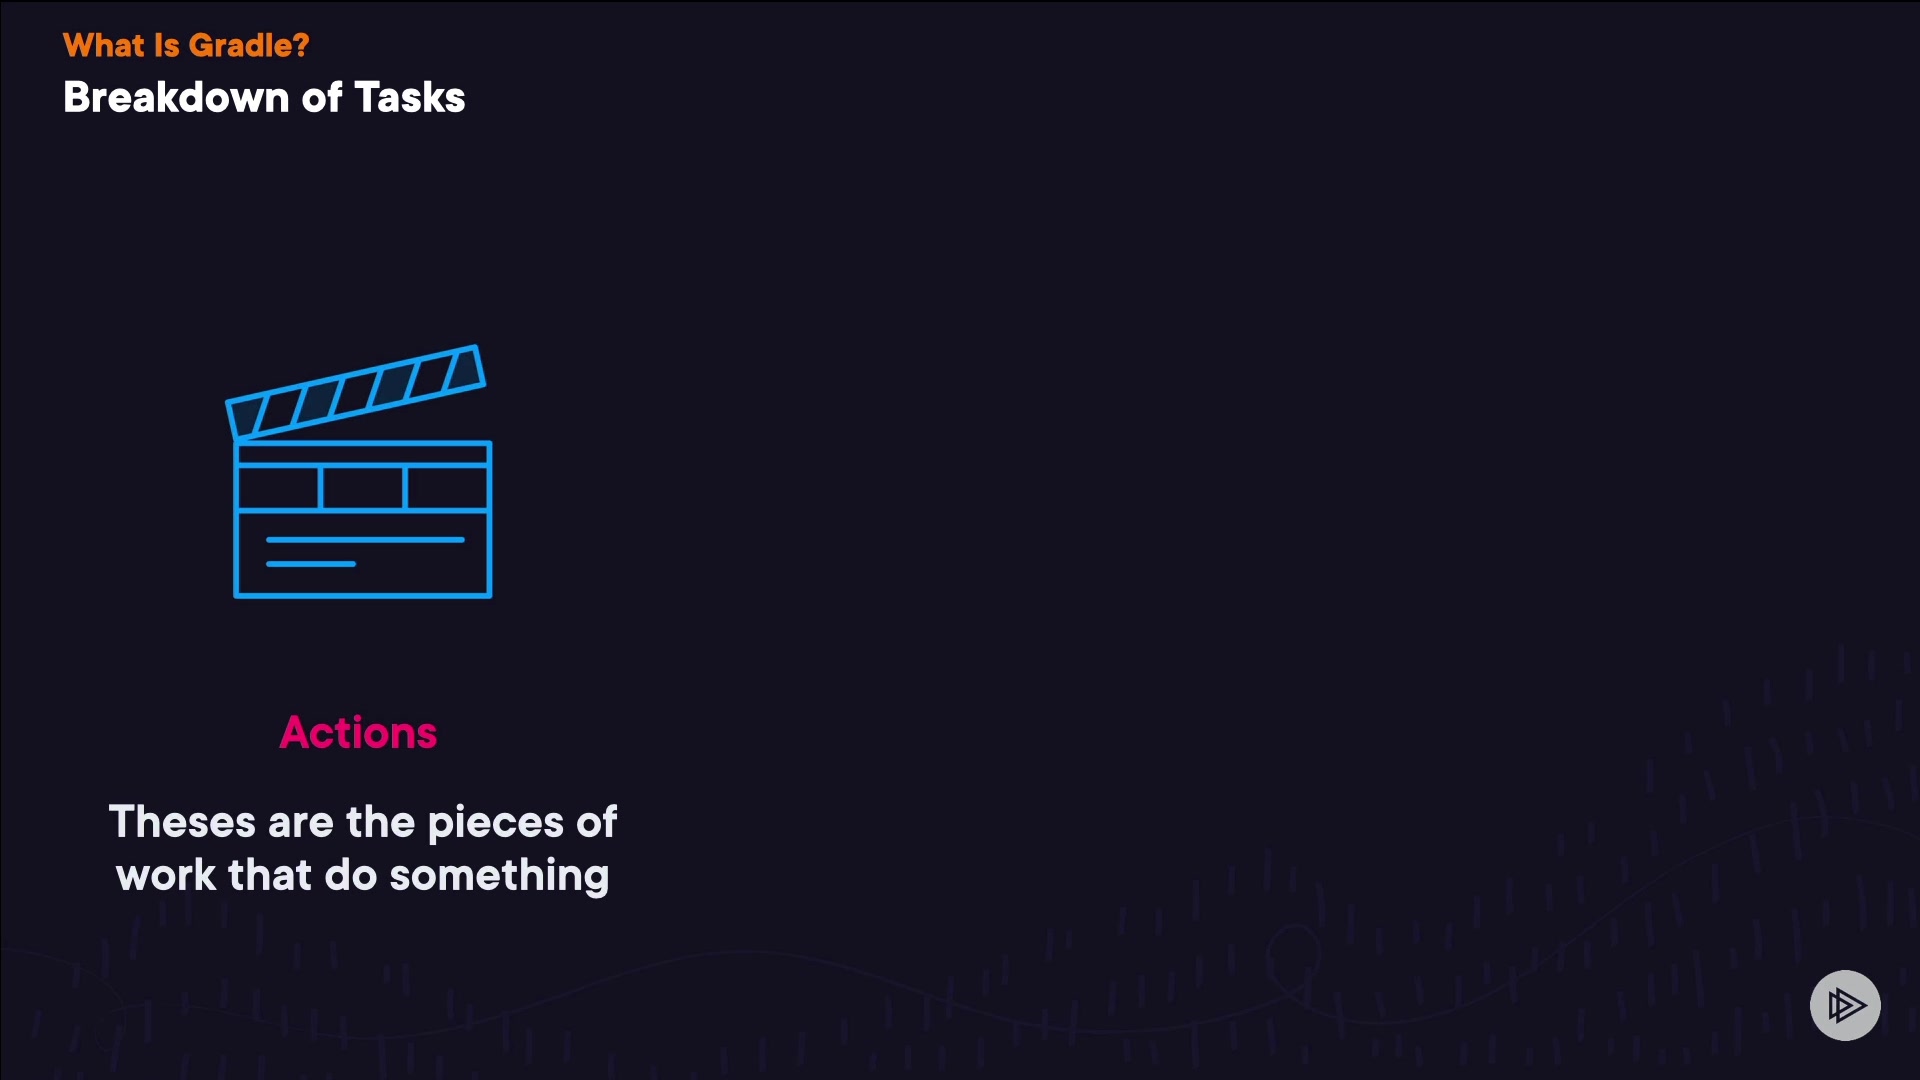 What Is Gradle?
Breakdown of Tasks
Actions
Theses are the pieces of
work that do something